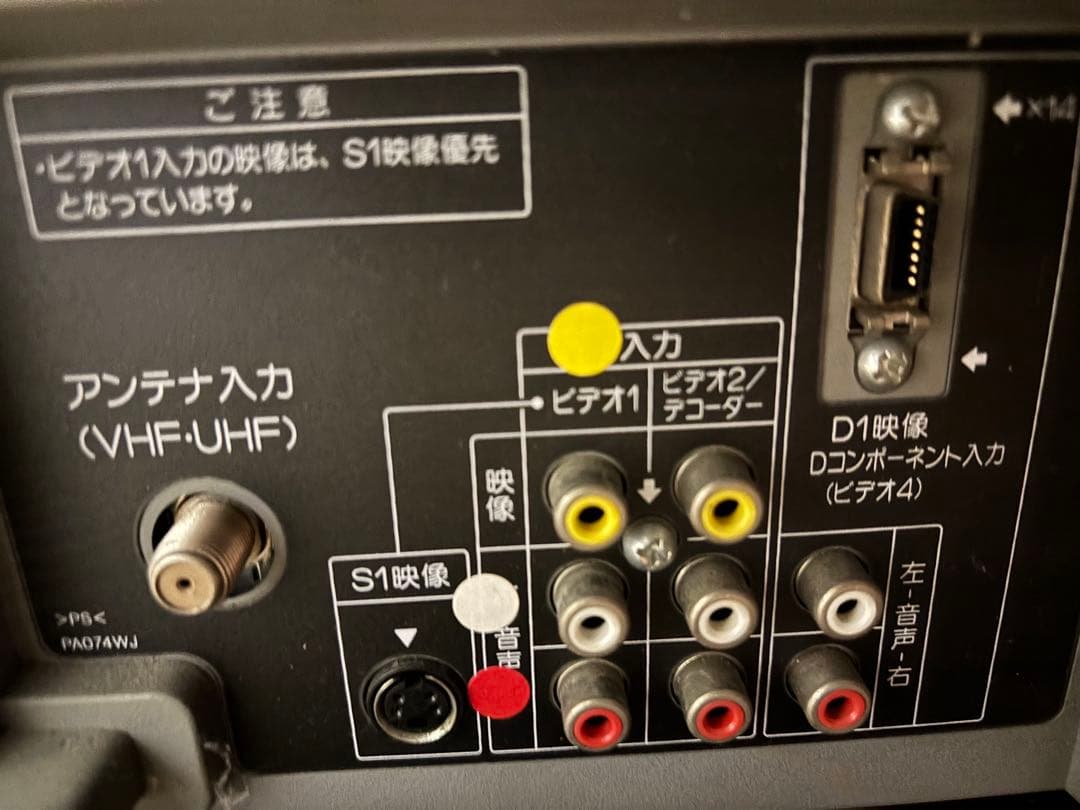 ご注意
・ビデオ1入力の映像は、S1映像優先
となっています。
アンテナ入力
(VHF・UHF)
入力
ビデオ1
ビデオ2/
デコーダー
映像
S1映像
音声
D1映像
Dコンポーネント入力
(ビデオ4)
左-音声-右
>PS<
PA074WJ